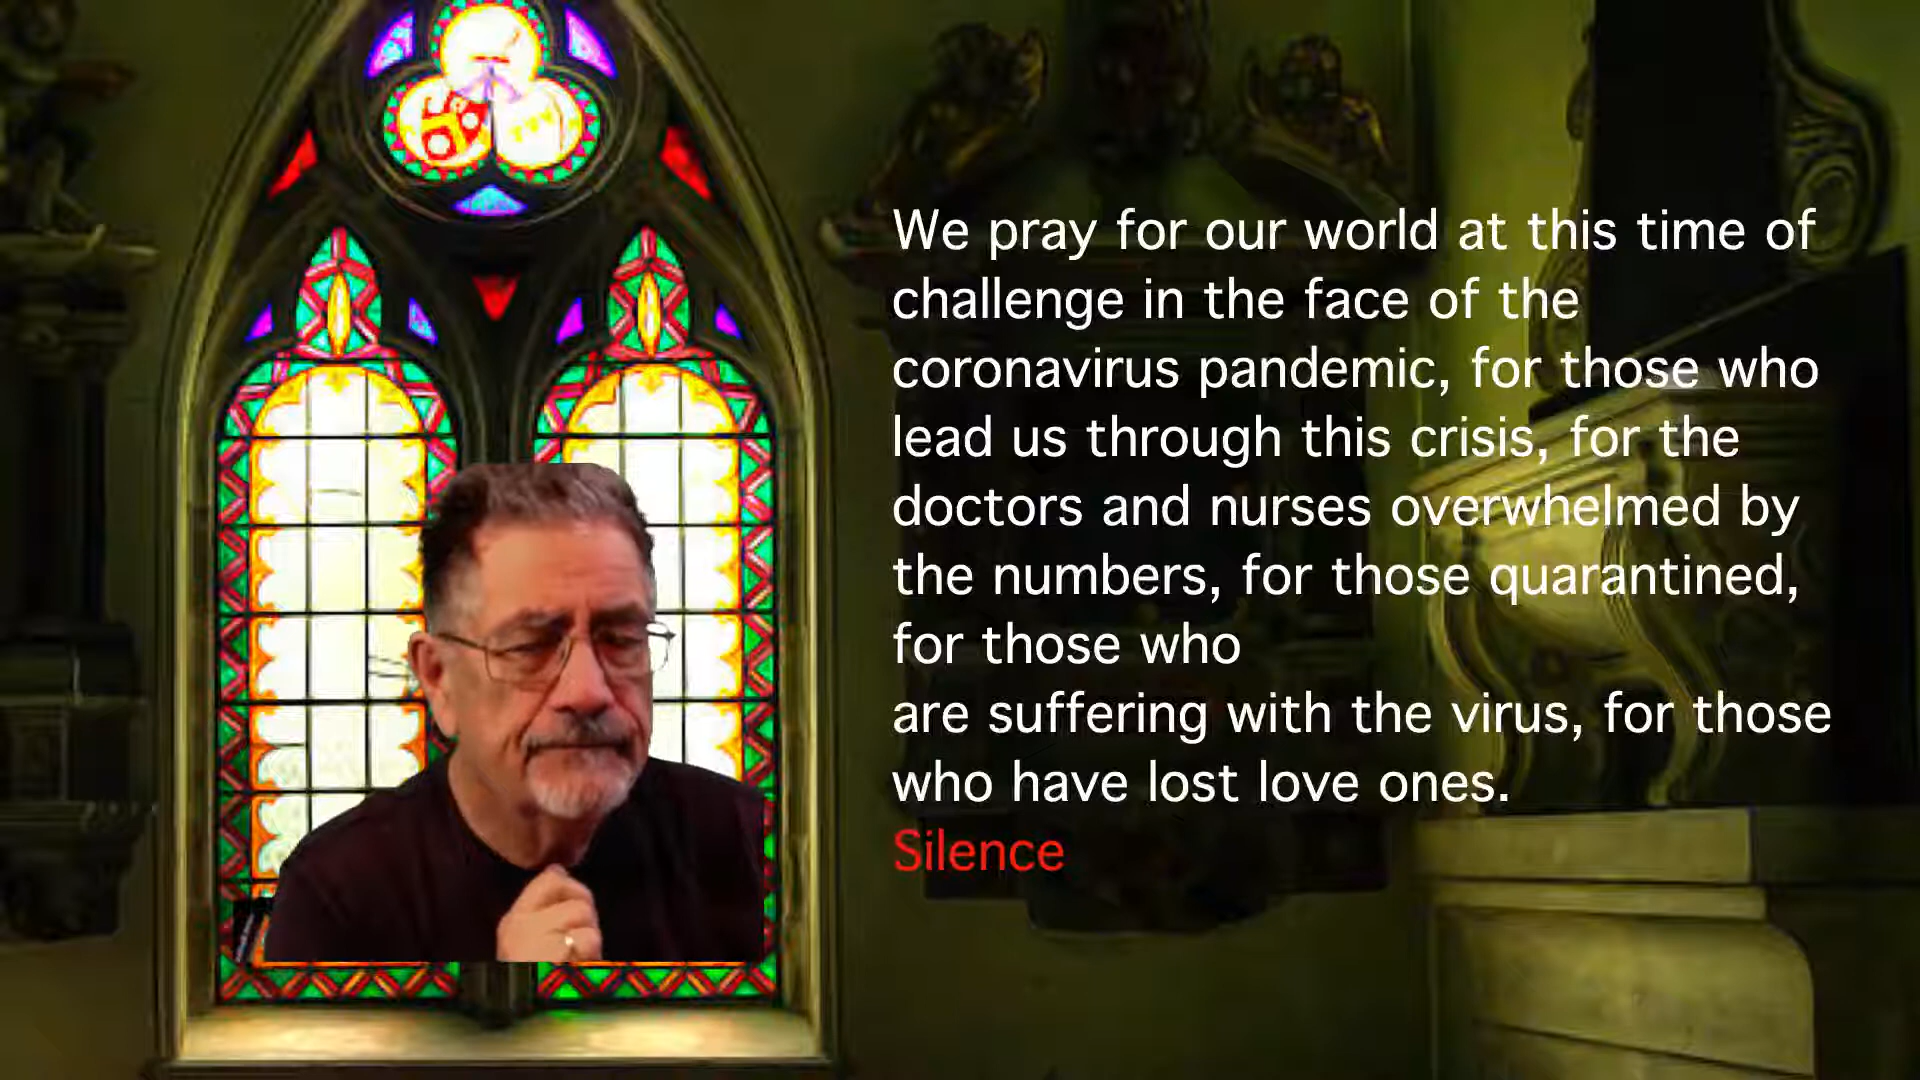 We pray for our world at this time of
challenge in the face of the
coronavirus pandemic, for those who
lead us through this crisis, for the
doctors and nurses overwhelmed by
the numbers, for those quarantined,
for those who
are suffering with the virus, for those
who have lost love ones.
Silence